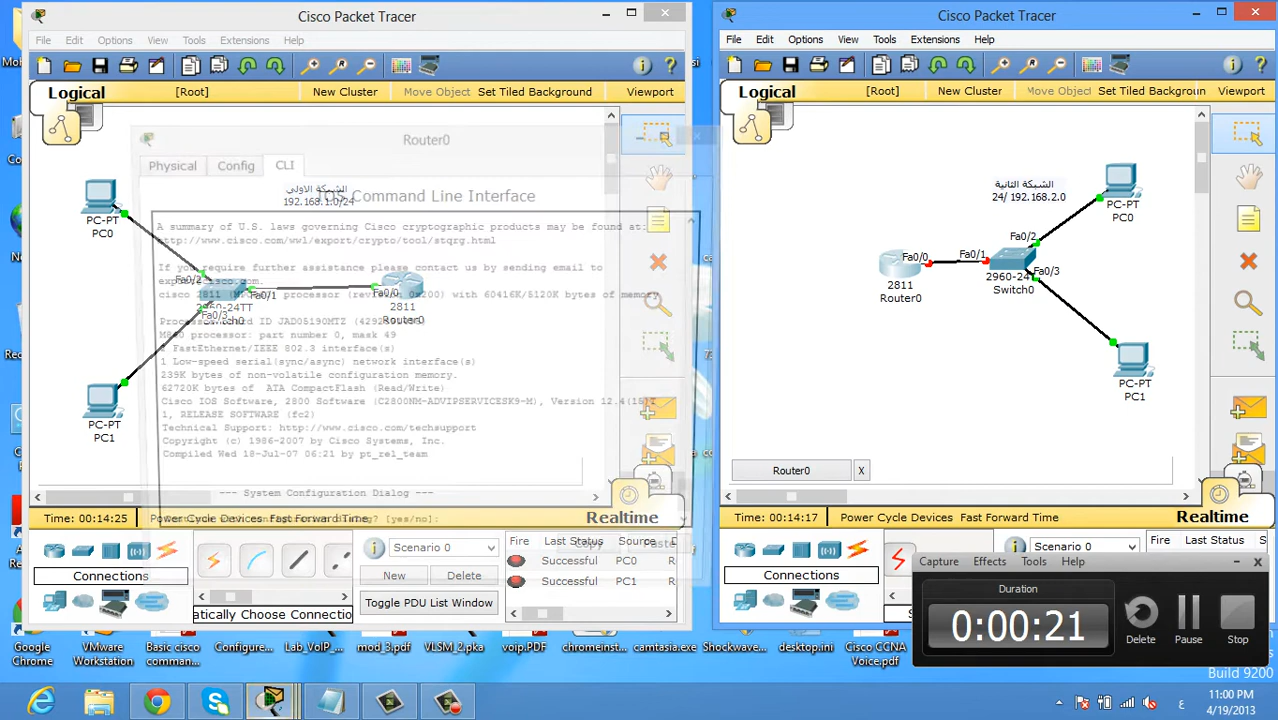 Cisco Packet Tracer
File Edit Options View Tools Extensions Help
Logical [Root] New Cluster Move Object Set Tiled Background Viewport
Router0
Physical Config CLI
Command Line Interface
الشبكة الاولي
192.168.1.0/24
A summary of U.S. laws governing Cisco cryptographic products may be found at:
http://www.cisco.com/wwl/export/crypto/tool/stqrg.html
If you require further assistance please contact us by sending email to
export@cisco.com.
cisco 2811 processor (revision 0x200) with 60416K/5120K bytes of memory
Processor board ID JAD05190MTZ
M860 processor: part number 0, mask 49
FastEthernet/IEEE 802.3 interface(s)
1 Low-speed serial(sync/async) network interface(s)
239K bytes of non-volatile configuration memory.
62720K bytes of ATA CompactFlash (Read/Write)
Cisco IOS Software, 2800 Software (C2800NM-ADVIPSERVICESK9-M), Version 12.4(15)T
1, RELEASE SOFTWARE (fc2)
Technical Support: http://www.cisco.com/techsupport
Copyright (c) 1986-2007 by Cisco Systems, Inc.
Compiled Wed 18-Jul-07 06:21 by pt_rel_team
--- System Configuration Dialog ---
[yes/no]:
Copy Paste
PC-PT
PC0
Fa0/2
Fa0/1
Fa0/0
2960-24TT
Switch0
Fa0/3
2811
Router0
PC-PT
PC1
Time: 00:14:25 Power Cycle Devices Fast Forward Time
Realtime
Scenario 0
Fire Last Status Source
Successful PC0 R
Successful PC1 R
Connections
New Delete
Toggle PDU List Window
atically Choose Connectio
Cisco Packet Tracer
File Edit Options View Tools Extensions Help
Logical [Root] New Cluster Move Object Set Tiled Backgroun Viewport
الشبكة الثانية
24/ 192.168.2.0
PC-PT
PC0
Fa0/2
Fa0/0
Fa0/1
2811
Router0
2960-24
Switch0
Fa0/3
PC-PT
PC1
Router0 X
Time: 00:14:17 Power Cycle Devices Fast Forward Time
Realtime
Scenario 0
Fire Last Status S
Connections
Capture Effects Tools Help
Duration
0:00:21
Delete Pause Stop
Google
Chrome
VMware
Workstation
Basic cisco
comman...
Configure...
Lab_VoiP_...
mod_3.pdf
VLSM_2.pka
voip.PDF
chromeinst...
camtasia.exe
Shockwave...
desktop.ini
Cisco CCNA
Voice.pdf
Build 9200
ع
11:00 PM
4/19/2013